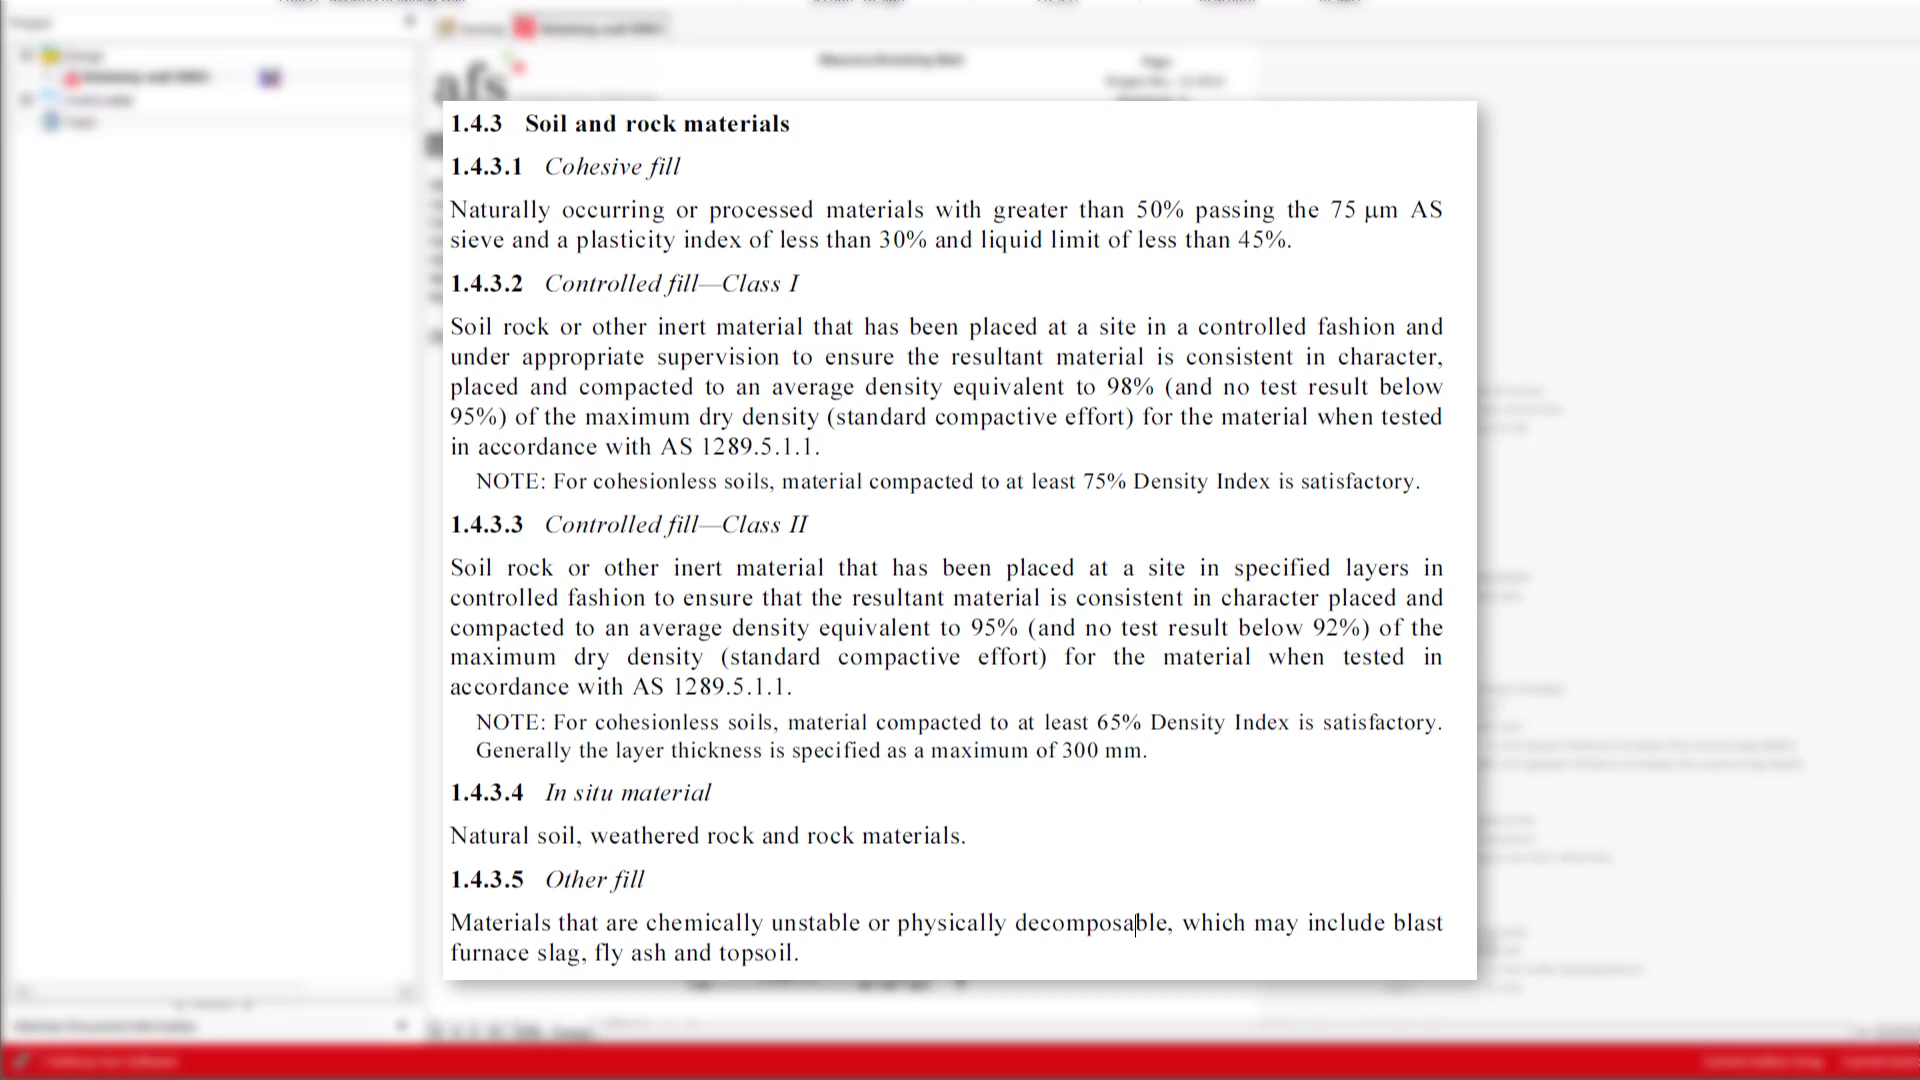 afs
1.4.3 Soil and rock materials
1.4.3.1 Cohesive fill
Naturally occurring or processed materials with greater than 50% passing the 75 µm AS
sieve and a plasticity index of less than 30% and liquid limit of less than 45%.
1.4.3.2 Controlled fill—Class I
Soil rock or other inert material that has been placed at a site in a controlled fashion and
under appropriate supervision to ensure the resultant material is consistent in character,
placed and compacted to an average density equivalent to 98% (and no test result below
95%) of the maximum dry density (standard compactive effort) for the material when tested
in accordance with AS 1289.5.1.1.
NOTE: For cohesionless soils, material compacted to at least 75% Density Index is satisfactory.
1.4.3.3 Controlled fill—Class II
Soil rock or other inert material that has been placed at a site in specified layers in
controlled fashion to ensure that the resultant material is consistent in character placed and
compacted to an average density equivalent to 95% (and no test result below 92%) of the
maximum dry density (standard compactive effort) for the material when tested in
accordance with AS 1289.5.1.1.
NOTE: For cohesionless soils, material compacted to at least 65% Density Index is satisfactory.
Generally the layer thickness is specified as a maximum of 300 mm.
1.4.3.4 In situ material
Natural soil, weathered rock and rock materials.
1.4.3.5 Other fill
Materials that are chemically unstable or physically decomposable, which may include blast
furnace slag, fly ash and topsoil.